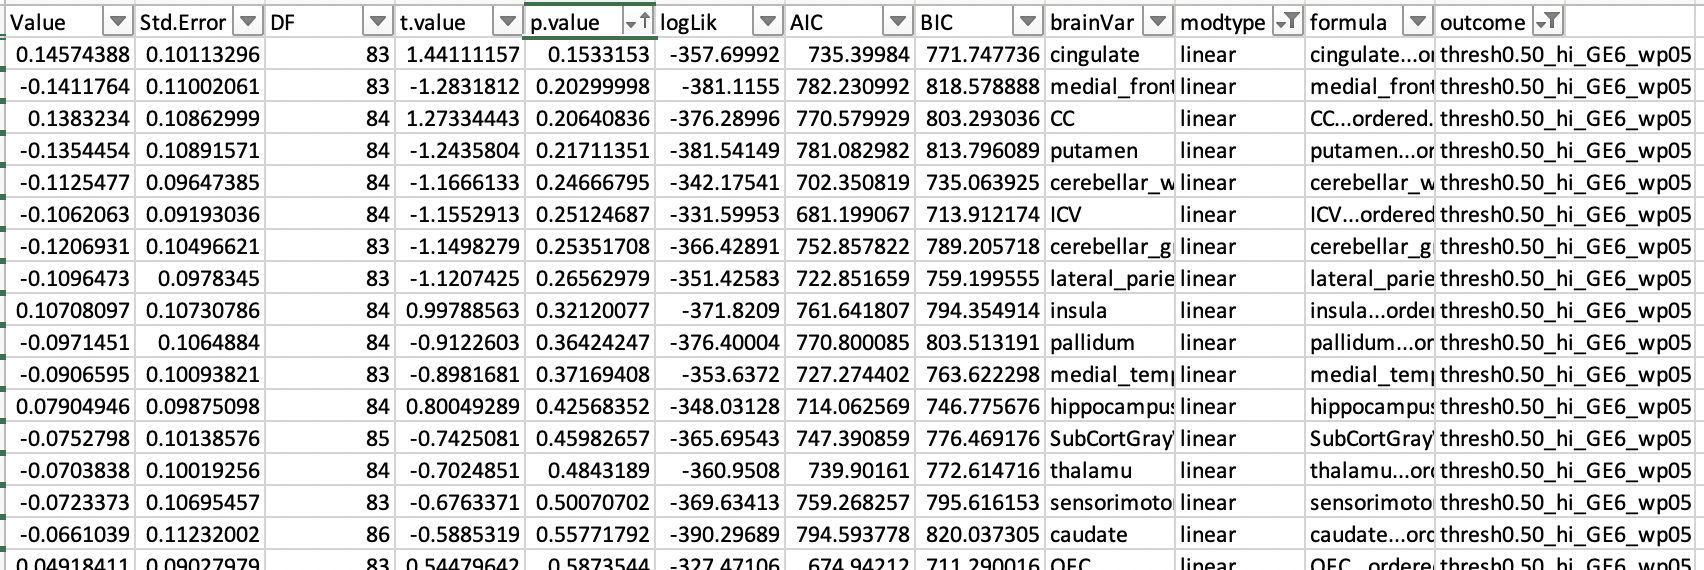 Value Std.Error DF t.value p.value logLik AIC BIC brainVar modtype formula outcome
0.14574388 0.10113296 83 1.44111157 0.1533153 -357.69992 735.39984 771.747736 cingulate linear cingulate...or thresh0.50_hi_GE6_wp05
-0.1411764 0.11002061 83 -1.2831812 0.20299998 -381.1155 782.230992 818.578888 medial_front linear medial_front thresh0.50_hi_GE6_wp05
0.1383234 0.10862999 84 1.27334443 0.20640836 -376.28996 770.579929 803.293036 CC linear CC...ordered. thresh0.50_hi_GE6_wp05
-0.1354454 0.10891571 84 -1.2435804 0.21711351 -381.54149 781.082982 813.796089 putamen linear putamen...or thresh0.50_hi_GE6_wp05
-0.1125477 0.09647385 84 -1.1666133 0.24666795 -342.17541 702.350819 735.063925 cerebellar_w linear cerebellar_w thresh0.50_hi_GE6_wp05
-0.1062063 0.09193036 84 -1.1552913 0.25124687 -331.59953 681.199067 713.912174 ICV linear ICV...ordered thresh0.50_hi_GE6_wp05
-0.1206931 0.10496621 83 -1.1498279 0.25351708 -366.42891 752.857822 789.205718 cerebellar_g linear cerebellar_g thresh0.50_hi_GE6_wp05
-0.1096473 0.0978345 83 -1.1207425 0.26562979 -351.42583 722.851659 759.199555 lateral_parie linear lateral_parie thresh0.50_hi_GE6_wp05
0.10708097 0.10730786 84 0.99788563 0.32120077 -371.8209 761.641807 794.354914 insula linear insula...order thresh0.50_hi_GE6_wp05
-0.0971451 0.1064884 84 -0.9122603 0.36424247 -376.40004 770.800085 803.513191 pallidum linear pallidum...or thresh0.50_hi_GE6_wp05
-0.0906595 0.10093821 83 -0.8981681 0.37169408 -353.6372 727.274402 763.622298 medial_temp linear medial_temp thresh0.50_hi_GE6_wp05
0.07904946 0.09875098 84 0.80049289 0.42568352 -348.03128 714.062569 746.775676 hippocampus linear hippocampus thresh0.50_hi_GE6_wp05
-0.0752798 0.10138576 85 -0.7425081 0.45982657 -365.69543 747.390859 776.469176 SubCortGray linear SubCortGray thresh0.50_hi_GE6_wp05
-0.0703838 0.10019256 84 -0.7024851 0.4843189 -360.9508 739.90161 772.614716 thalamu linear thalamu...ord thresh0.50_hi_GE6_wp05
-0.0723373 0.10695457 83 -0.6763371 0.50070702 -369.63413 759.268257 795.616153 sensorimoto linear sensorimoto thresh0.50_hi_GE6_wp05
-0.0661039 0.11232002 86 -0.5885319 0.55771792 -390.29689 794.593778 820.037305 caudate linear caudate...ord thresh0.50_hi_GE6_wp05
0.04918411 0.09027979 83 0.54479642 0.5873544 -327.47106 674.94212 711.290016 OFC linear OFC...ordered thresh0.50_hi_GE6_wp05